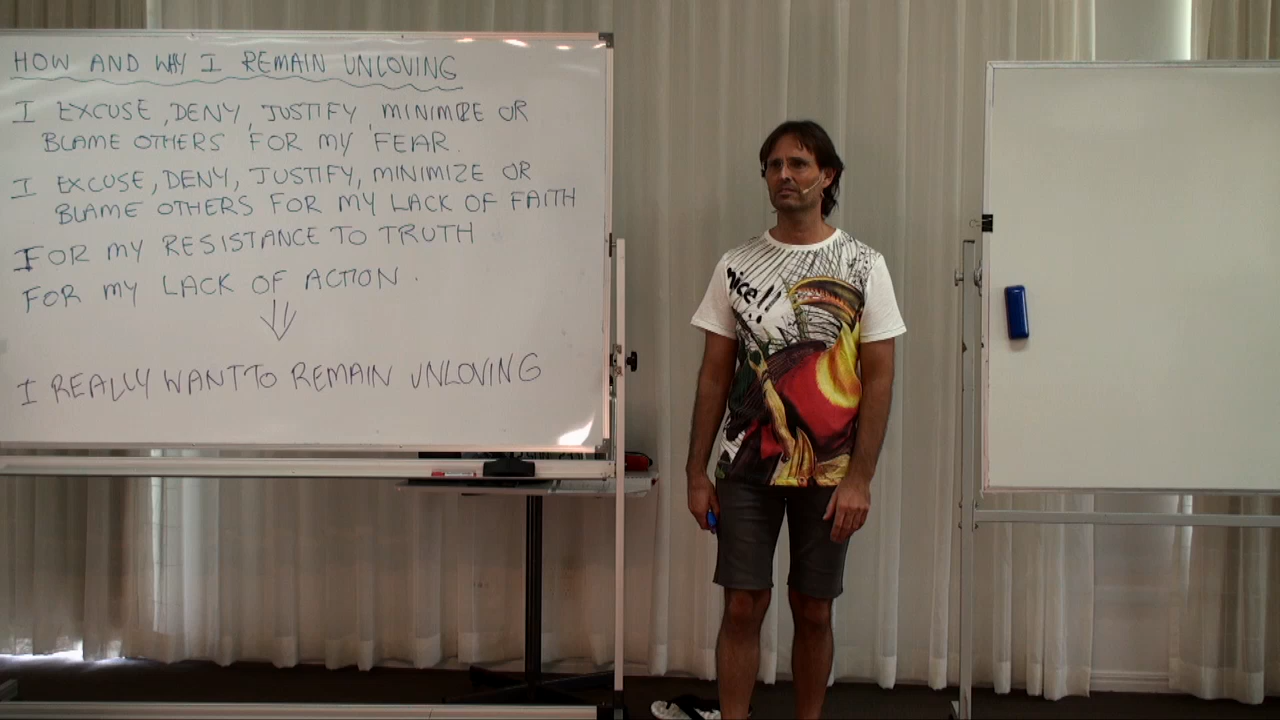 HOW AND WHY I REMAIN UNLOVING
I EXCUSE, DENY, JUSTIFY, MINIMIZE OR
BLAME OTHERS FOR MY FEAR.
I EXCUSE, DENY, JUSTIFY, MINIMIZE OR
BLAME OTHERS FOR MY LACK OF FAITH
FOR MY RESISTANCE TO TRUTH
FOR MY LACK OF ACTION.
I REALLY WANT TO REMAIN UNLOVING
nice!!